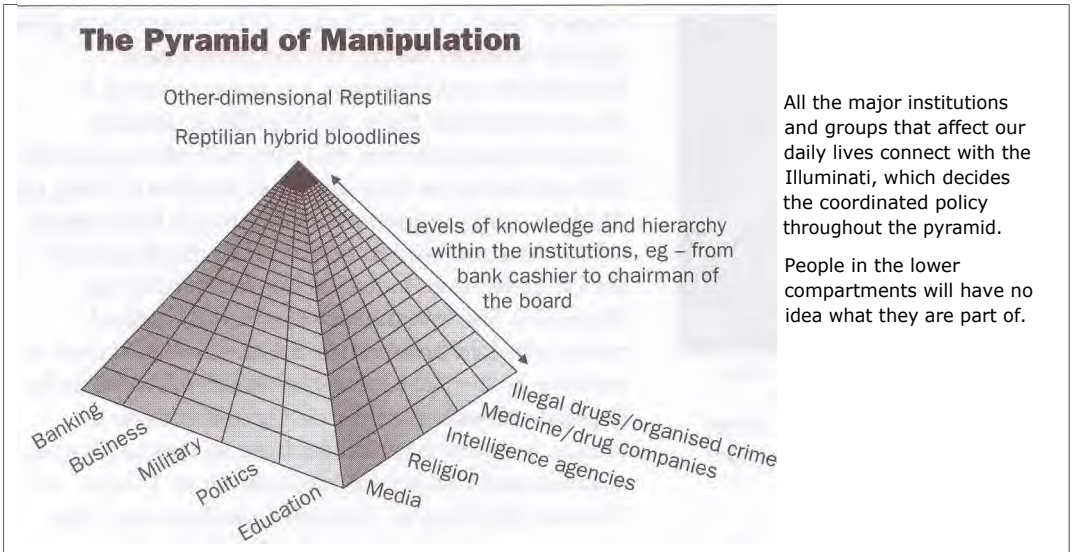 The Pyramid of Manipulation
Other-dimensional Reptilians
Reptilian hybrid bloodlines
Levels of knowledge and hierarchy
within the institutions, eg – from
bank cashier to chairman of
the board
Banking
Business
Military
Politics
Education
Media
Religion
Intelligence agencies
Medicine/drug companies
Illegal drugs/organised crime
All the major institutions
and groups that affect our
daily lives connect with the
Illuminati, which decides
the coordinated policy
throughout the pyramid.
People in the lower
compartments will have no
idea what they are part of.